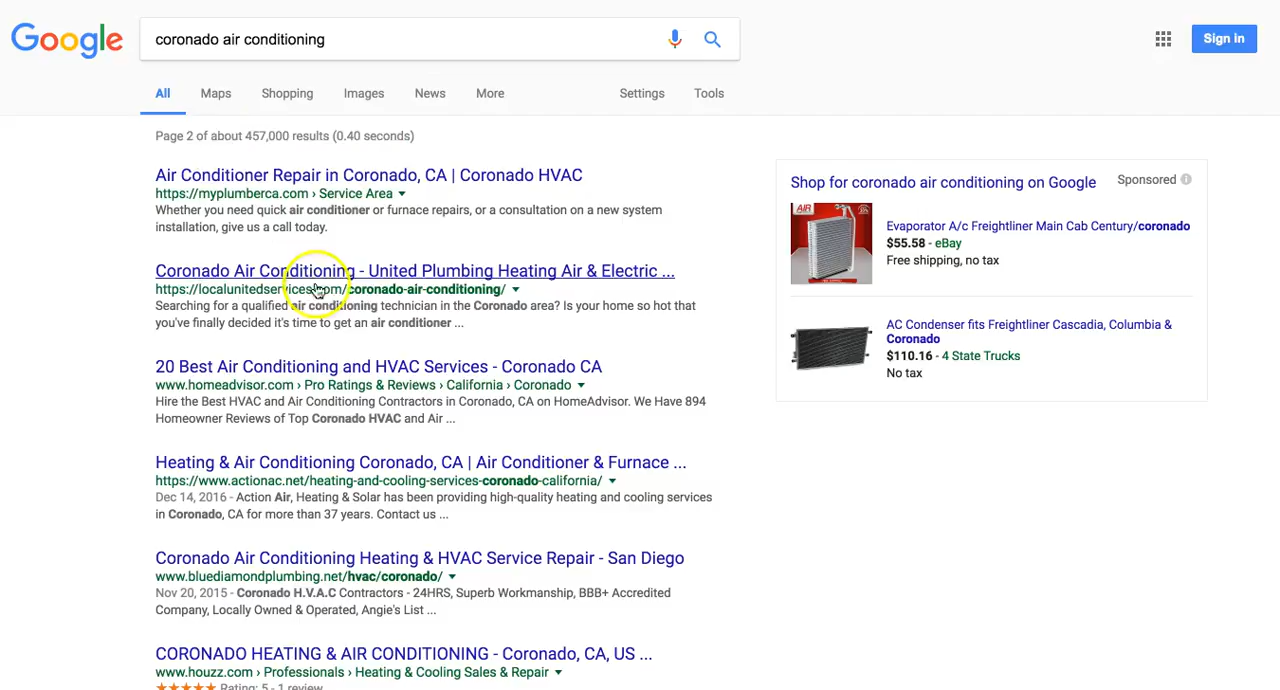 Google
coronado air conditioning
Sign in
All Maps Shopping Images News More Settings Tools
Page 2 of about 457,000 results (0.40 seconds)
Air Conditioner Repair in Coronado, CA | Coronado HVAC
https://myplumberca.com › Service Area
Whether you need quick air conditioner or furnace repairs, or a consultation on a new system
installation, give us a call today.
Coronado Air Conditioning - United Plumbing Heating Air & Electric ...
https://localunitedservices.com/coronado-air-conditioning/
Searching for a qualified air conditioning technician in the Coronado area? Is your home so hot that
you've finally decided it's time to get an air conditioner ...
20 Best Air Conditioning and HVAC Services - Coronado CA
www.homeadvisor.com › Pro Ratings & Reviews › California › Coronado
Hire the Best HVAC and Air Conditioning Contractors in Coronado, CA on HomeAdvisor. We Have 894
Homeowner Reviews of Top Coronado HVAC and Air ...
Heating & Air Conditioning Coronado, CA | Air Conditioner & Furnace ...
https://www.actionac.net/heating-and-cooling-services-coronado-california/
Dec 14, 2016 - Action Air, Heating & Solar has been providing high-quality heating and cooling services
in Coronado, CA for more than 37 years. Contact us ...
Coronado Air Conditioning Heating & HVAC Service Repair - San Diego
www.bluediamondplumbing.net/hvac/coronado/
Nov 20, 2015 - Coronado H.V.A.C Contractors - 24HRS, Superb Workmanship, BBB+ Accredited
Company, Locally Owned & Operated, Angie's List ...
CORONADO HEATING & AIR CONDITIONING - Coronado, CA, US ...
www.houzz.com › Professionals › Heating & Cooling Sales & Repair
Rating: 5 - 1 review
Shop for coronado air conditioning on Google Sponsored
AIR
Evaporator A/c Freightliner Main Cab Century/coronado
$55.58 - eBay
Free shipping, no tax
AC Condenser fits Freightliner Cascadia, Columbia &
Coronado
$110.16 - 4 State Trucks
No tax